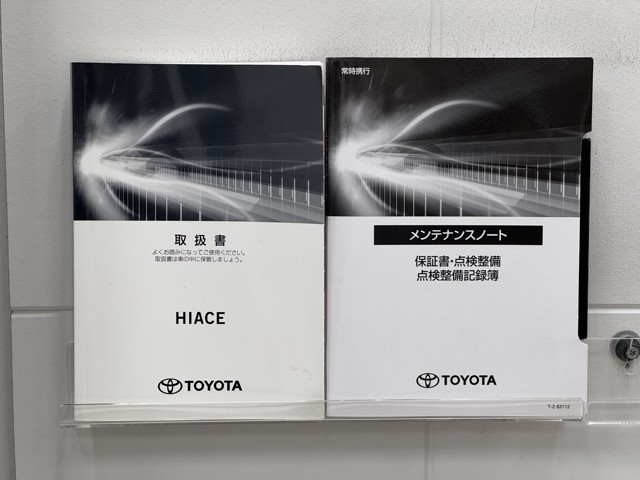 取扱書
よくお読みになってご使用ください。
取扱書は車の中に保管しましょう。
HIACE
TOYOTA
常時携行
メンテナンスノート
保証書・点検整備
点検整備記録簿
TOYOTA
T-2 62112